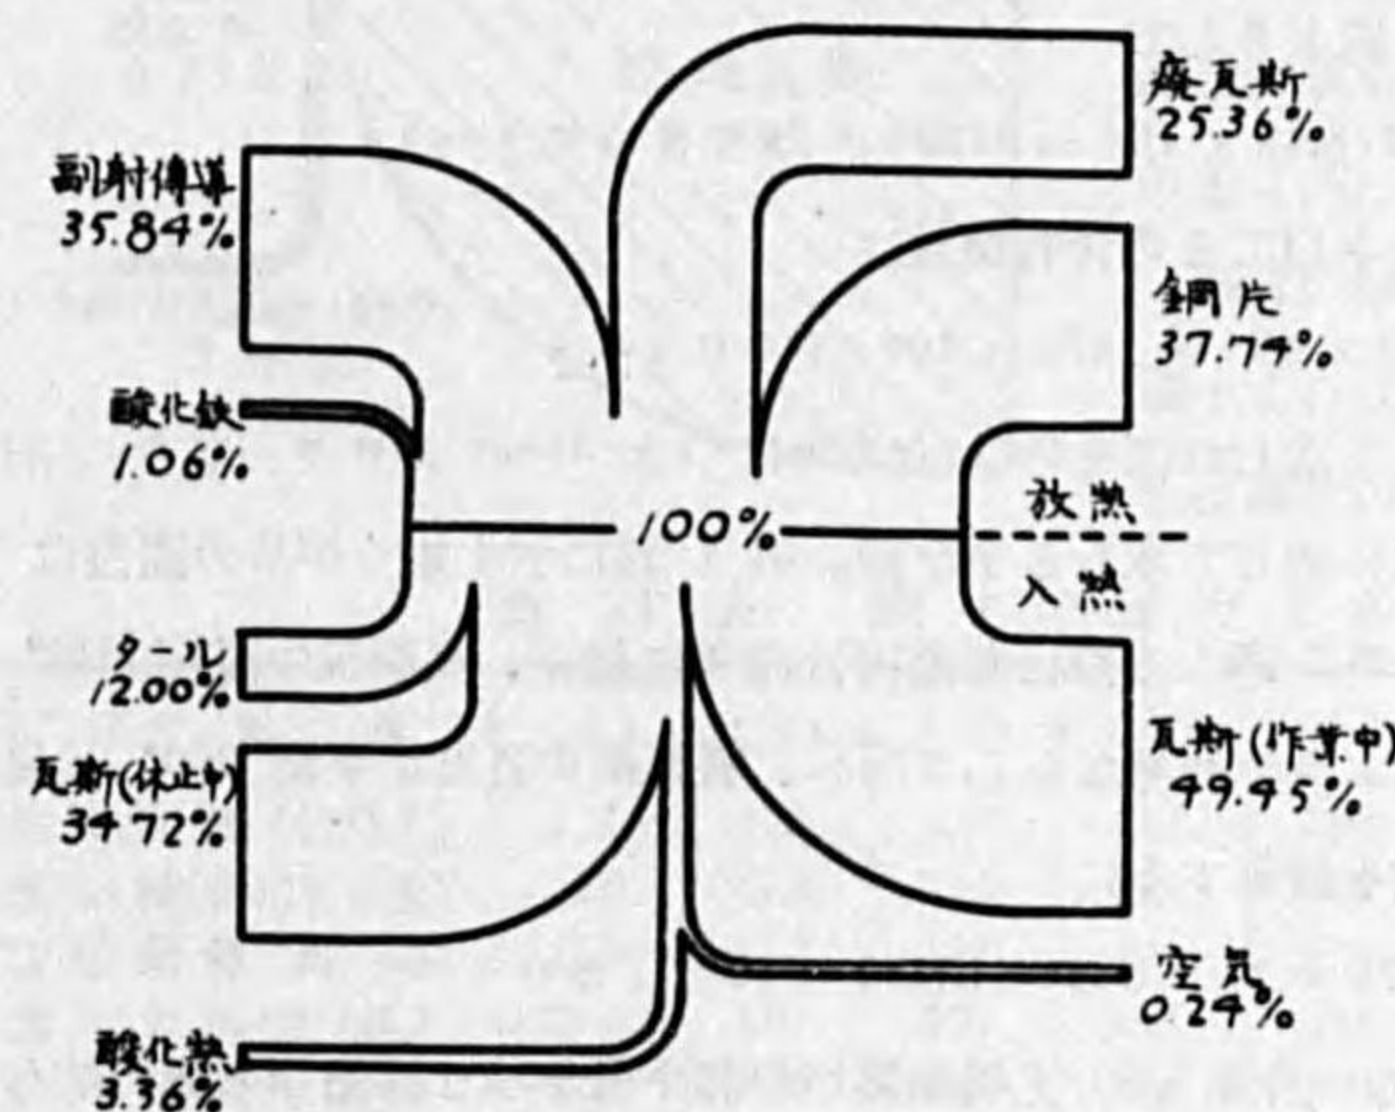 廃瓦斯
25.36%
副射傳導
35.84%
鋼片
37.74%
酸化鉄
1.06%
放熱
100%
入熱
タール
12.00%
瓦斯(休止中)
34.72%
瓦斯(作業中)
49.45%
空気
0.24%
酸化熱
3.36%